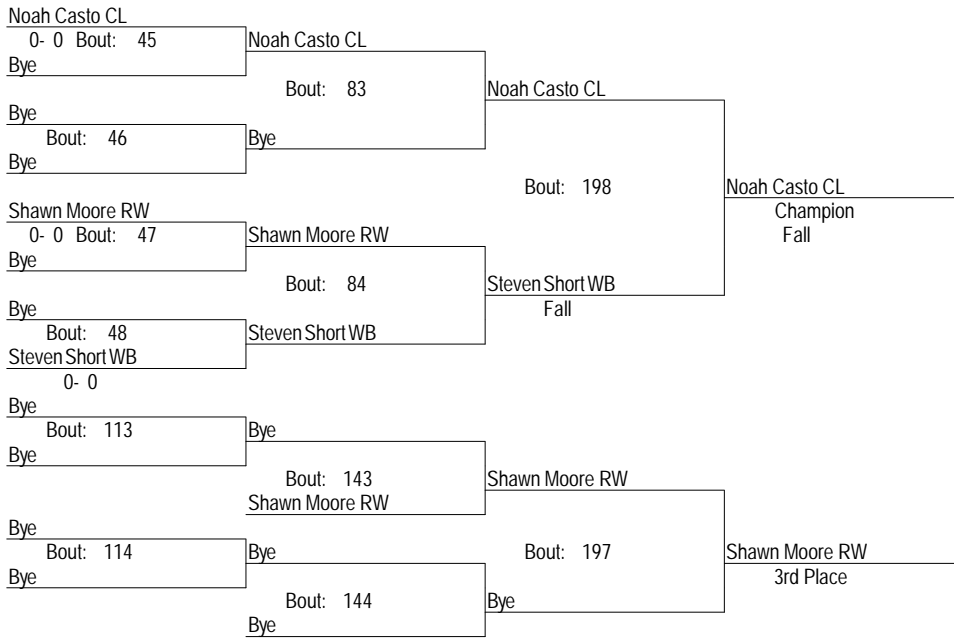 Noah Casto CL
0- 0 Bout: 45
Noah Casto CL
Bye
Bout: 83
Noah Casto CL
Bye
Bout: 46
Bye
Bye
Bout: 198
Noah Casto CL
Shawn Moore RW
Champion
0- 0 Bout: 47
Shawn Moore RW
Fall
Bye
Bout: 84
Steven Short WB
Bye
Fall
Bout: 48
Steven Short WB
Steven Short WB
0- 0
Bye
Bout: 113
Bye
Bye
Bout: 143
Shawn Moore RW
Shawn Moore RW
Bye
Bout: 114
Bye
Bout: 197
Shawn Moore RW
Bye
3rd Place
Bout: 144
Bye
Bye